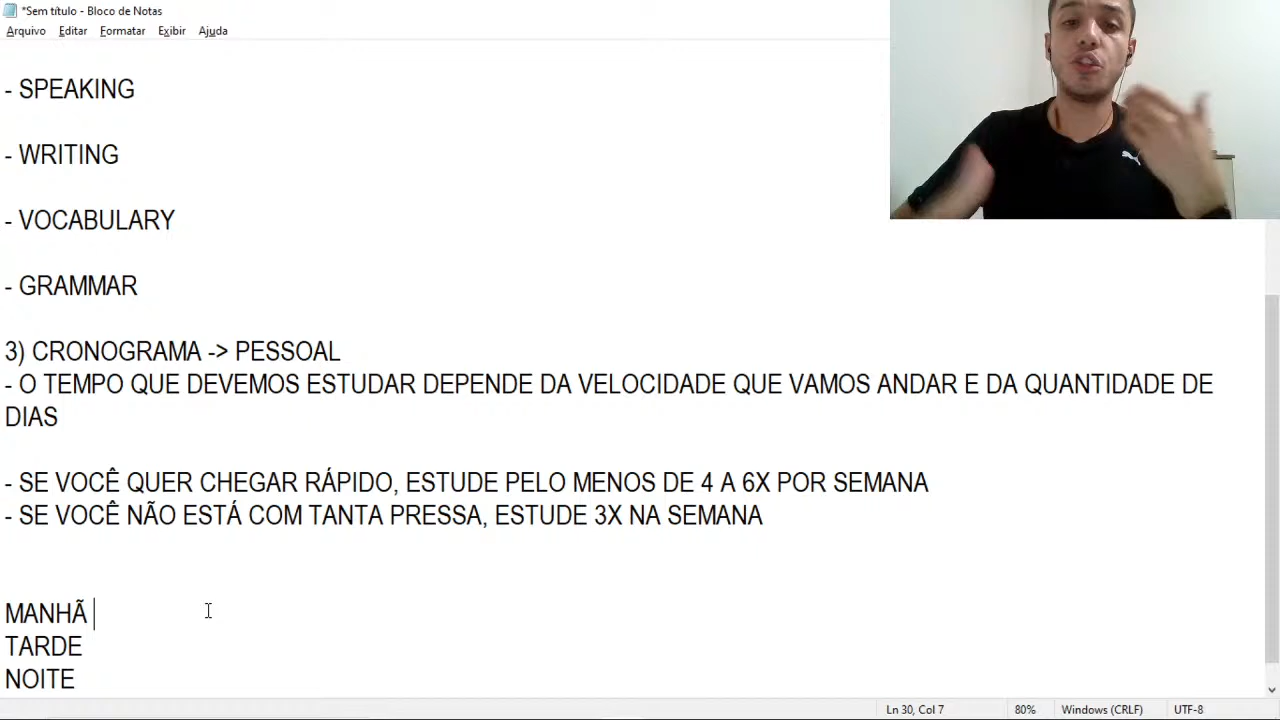 *Sem título - Bloco de Notas
Arquivo Editar Formatar Exibir Ajuda
- SPEAKING
- WRITING
- VOCABULARY
- GRAMMAR
3) CRONOGRAMA -> PESSOAL
- O TEMPO QUE DEVEMOS ESTUDAR DEPENDE DA VELOCIDADE QUE VAMOS ANDAR E DA QUANTIDADE DE
DIAS
- SE VOCÊ QUER CHEGAR RÁPIDO, ESTUDE PELO MENOS DE 4 A 6X POR SEMANA
- SE VOCÊ NÃO ESTÁ COM TANTA PRESSA, ESTUDE 3X NA SEMANA
MANHÃ
TARDE
NOITE
Ln 30, Col 7 80% Windows (CRLF) UTF-8